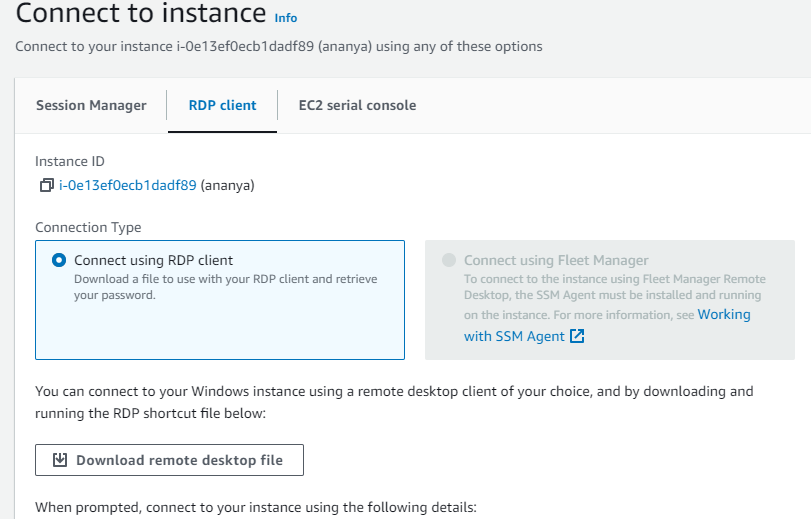 Connect to instance Info
Connect to your instance i-0e13ef0ecb1dadf89 (ananya) using any of these options
Session Manager
RDP client
EC2 serial console
Instance ID
i-0e13ef0ecb1dadf89 (ananya)
Connection Type
Connect using RDP client
Download a file to use with your RDP client and retrieve
your password.
Connect using Fleet Manager
To connect to the instance using Fleet Manager Remote
Desktop, the SSM Agent must be installed and running
on the instance. For more information, see Working
with SSM Agent
You can connect to your Windows instance using a remote desktop client of your choice, and by downloading and
running the RDP shortcut file below:
Download remote desktop file
When prompted, connect to your instance using the following details: